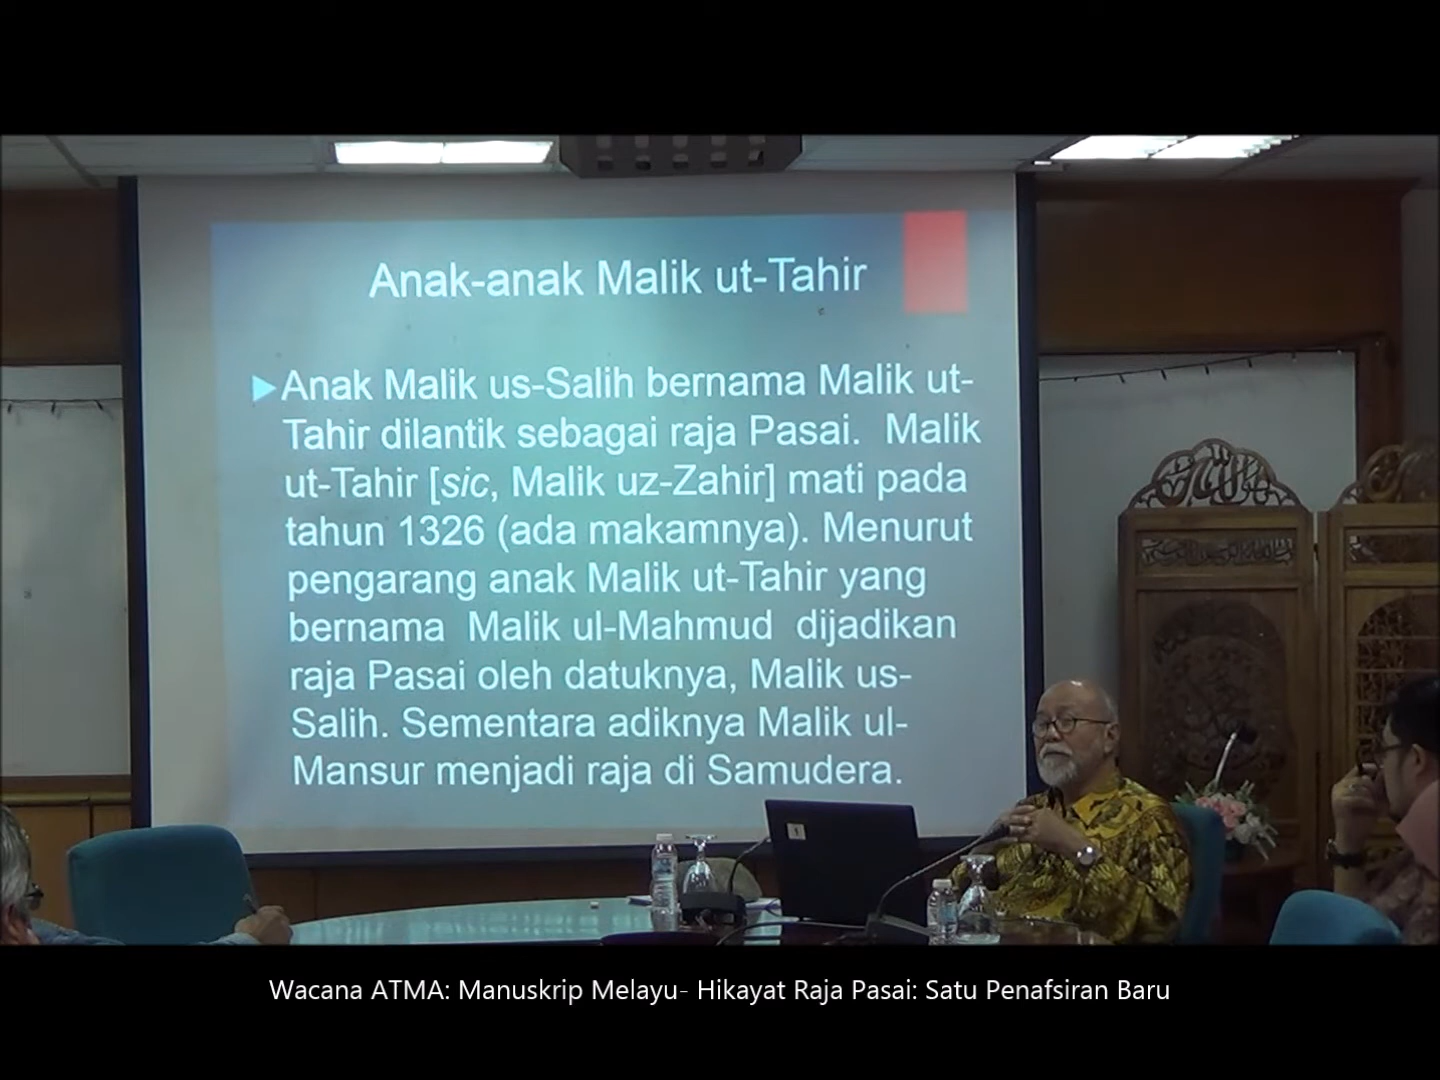 Anak-anak Malik ut-Tahir
Anak Malik us-Salih bernama Malik ut-
Tahir dilantik sebagai raja Pasai.  Malik
ut-Tahir [sic, Malik uz-Zahir] mati pada
tahun 1326 (ada makamnya). Menurut
pengarang anak Malik ut-Tahir yang
bernama  Malik ul-Mahmud  dijadikan
raja Pasai oleh datuknya, Malik us-
Salih. Sementara adiknya Malik ul-
Mansur menjadi raja di Samudera.
Wacana ATMA: Manuskrip Melayu- Hikayat Raja Pasai: Satu Penafsiran Baru